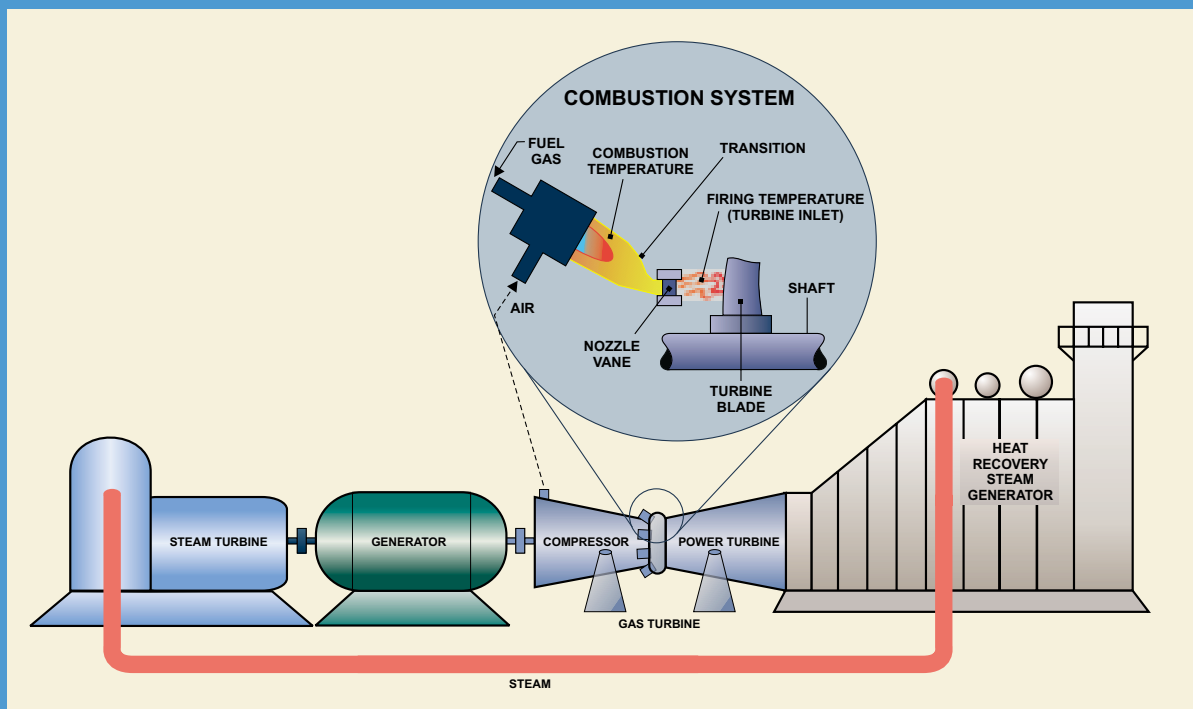 COMBUSTION SYSTEM
FUEL
GAS
COMBUSTION
TEMPERATURE
TRANSITION
FIRING TEMPERATURE
(TURBINE INLET)
AIR
SHAFT
NOZZLE
VANE
TURBINE
BLADE
HEAT
RECOVERY
STEAM
GENERATOR
STEAM TURBINE
GENERATOR
COMPRESSOR
POWER TURBINE
GAS TURBINE
STEAM